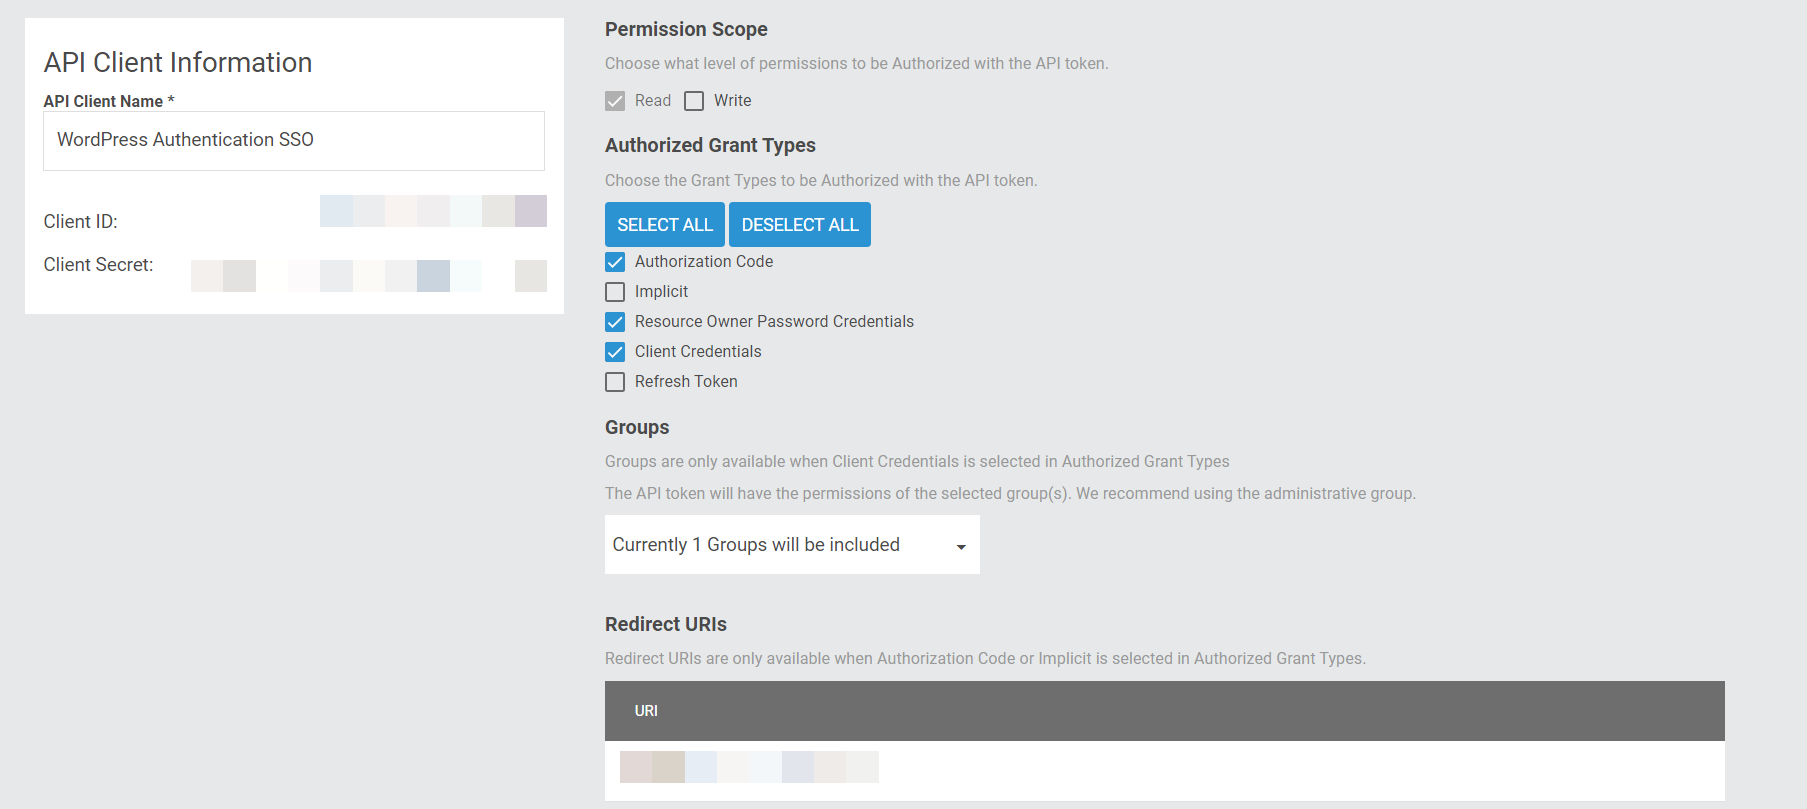 API Client Information
API Client Name *
WordPress Authentication SSO
Client ID:
Client Secret:
Permission Scope
Choose what level of permissions to be Authorized with the API token.
Read Write
Authorized Grant Types
Choose the Grant Types to be Authorized with the API token.
SELECT ALL DESELECT ALL
Authorization Code
Implicit
Resource Owner Password Credentials
Client Credentials
Refresh Token
Groups
Groups are only available when Client Credentials is selected in Authorized Grant Types
The API token will have the permissions of the selected group(s). We recommend using the administrative group.
Currently 1 Groups will be included
Redirect URIs
Redirect URIs are only available when Authorization Code or Implicit is selected in Authorized Grant Types.
URI